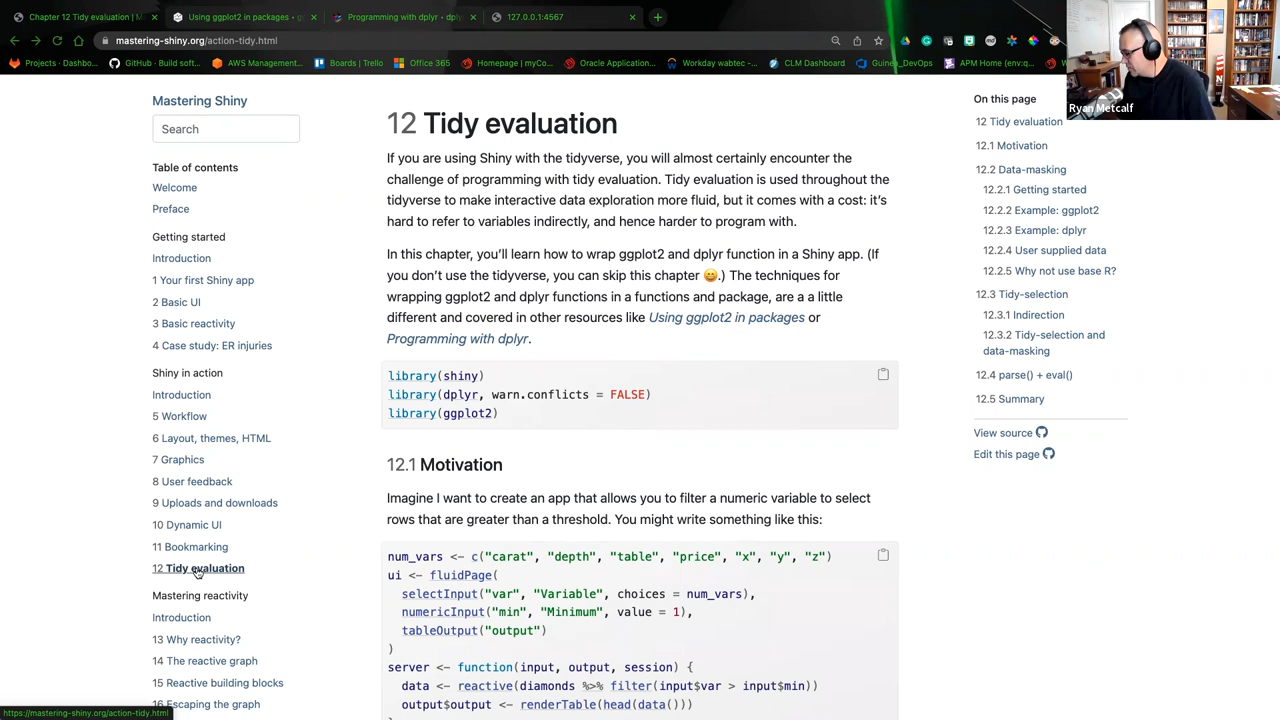 Chapter 12 Tidy evaluation | M
Using ggplot2 in packages • g
Programming with dplyr • dpl
127.0.0.1:4567
mastering-shiny.org/action-tidy.html
Projects · Dashbo...
GitHub · Build soft...
AWS Management...
Boards | Trello
Office 365
Homepage | myCo...
Oracle Application...
Workday wabtec -...
CLM Dashboard
Guinea_DevOps
APM Home (env:q...
Ryan Metcalf
Mastering Shiny
Search
Table of contents
Welcome
Preface
Getting started
Introduction
1 Your first Shiny app
2 Basic UI
3 Basic reactivity
4 Case study: ER injuries
Shiny in action
Introduction
5 Workflow
6 Layout, themes, HTML
7 Graphics
8 User feedback
9 Uploads and downloads
10 Dynamic UI
11 Bookmarking
12 Tidy evaluation
Mastering reactivity
Introduction
13 Why reactivity?
14 The reactive graph
15 Reactive building blocks
16 Escaping the graph
https://mastering-shiny.org/action-tidy.html
12 Tidy evaluation
If you are using Shiny with the tidyverse, you will almost certainly encounter the
challenge of programming with tidy evaluation. Tidy evaluation is used throughout the
tidyverse to make interactive data exploration more fluid, but it comes with a cost: it's
hard to refer to variables indirectly, and hence harder to program with.
In this chapter, you'll learn how to wrap ggplot2 and dplyr function in a Shiny app. (If
you don't use the tidyverse, you can skip this chapter 😄.) The techniques for
wrapping ggplot2 and dplyr functions in a functions and package, are a a little
different and covered in other resources like Using ggplot2 in packages or
Programming with dplyr.
library(shiny)
library(dplyr, warn.conflicts = FALSE)
library(ggplot2)
12.1 Motivation
Imagine I want to create an app that allows you to filter a numeric variable to select
rows that are greater than a threshold. You might write something like this:
num_vars <- c("carat", "depth", "table", "price", "x", "y", "z")
ui <- fluidPage(
selectInput("var", "Variable", choices = num_vars),
numericInput("min", "Minimum", value = 1),
tableOutput("output")
)
server <- function(input, output, session) {
data <- reactive(diamonds %>% filter(input$var > input$min))
output$output <- renderTable(head(data()))
On this page
12 Tidy evaluation
12.1 Motivation
12.2 Data-masking
12.2.1 Getting started
12.2.2 Example: ggplot2
12.2.3 Example: dplyr
12.2.4 User supplied data
12.2.5 Why not use base R?
12.3 Tidy-selection
12.3.1 Indirection
12.3.2 Tidy-selection and
data-masking
12.4 parse() + eval()
12.5 Summary
View source
Edit this page